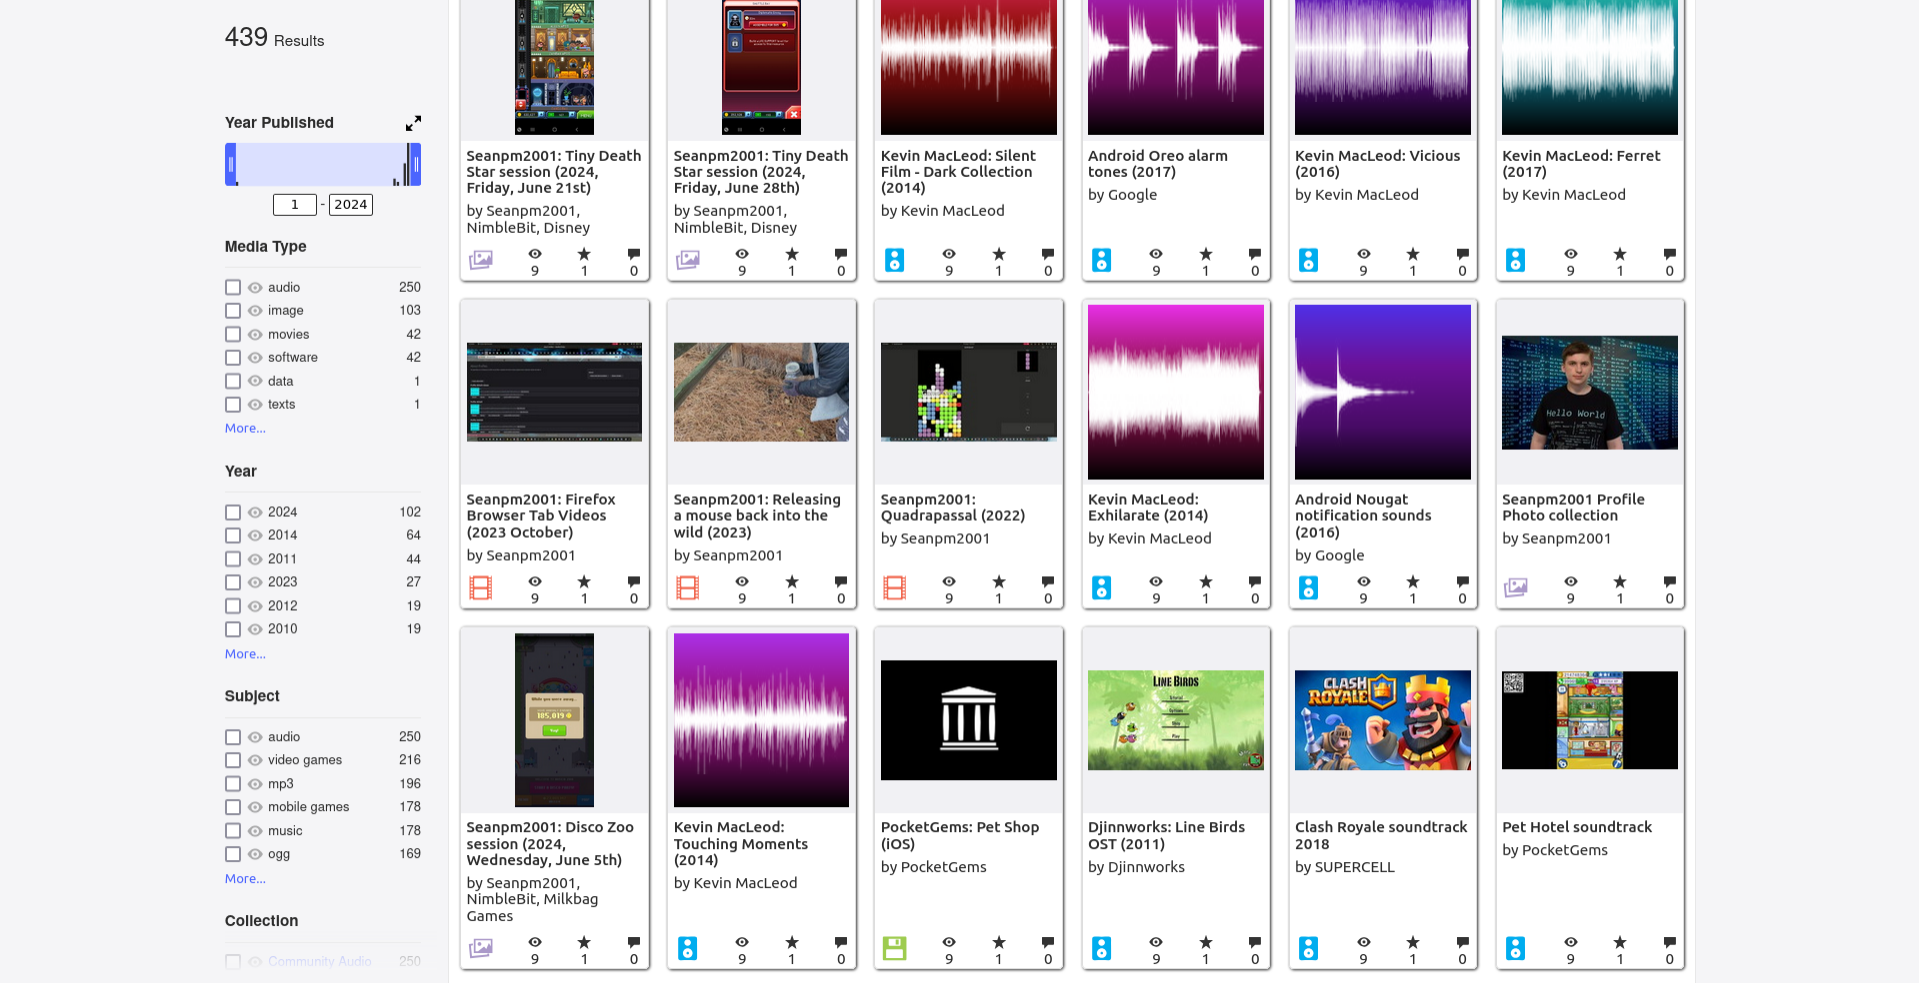 439 Results
Year Published
1 - 2024
Media Type
audio 250
image 103
movies 42
software 42
data 1
texts 1
More...
Year
2024 102
2014 64
2011 44
2023 27
2012 19
2010 19
More...
Subject
audio 250
video games 216
mp3 196
mobile games 178
music 178
ogg 169
More...
Collection
Community Audio 250
Seanpm2001: Tiny Death
Star session (2024,
Friday, June 21st)
by Seanpm2001,
NimbleBit, Disney
9 1 0
Seanpm2001: Tiny Death
Star session (2024,
Friday, June 28th)
by Seanpm2001,
NimbleBit, Disney
9 1 0
Kevin MacLeod: Silent
Film - Dark Collection
(2014)
by Kevin MacLeod
9 1 0
Android Oreo alarm
tones (2017)
by Google
9 1 0
Kevin MacLeod: Vicious
(2016)
by Kevin MacLeod
9 1 0
Kevin MacLeod: Ferret
(2017)
by Kevin MacLeod
9 1 0
Seanpm2001: Firefox
Browser Tab Videos
(2023 October)
by Seanpm2001
9 1 0
Seanpm2001: Releasing
a mouse back into the
wild (2023)
by Seanpm2001
9 1 0
Seanpm2001:
Quadrapassal (2022)
by Seanpm2001
9 1 0
Kevin MacLeod:
Exhilarate (2014)
by Kevin MacLeod
9 1 0
Android Nougat
notification sounds
(2016)
by Google
9 1 0
Hello World
Seanpm2001 Profile
Photo collection
by Seanpm2001
9 1 0
While you were away...
185,019
Seanpm2001: Disco Zoo
session (2024,
Wednesday, June 5th)
by Seanpm2001,
NimbleBit, Milkbag
Games
9 1 0
Kevin MacLeod:
Touching Moments
(2014)
by Kevin MacLeod
9 1 0
PocketGems: Pet Shop
(iOS)
by PocketGems
9 1 0
LINE BIRDS
Play
Djinnworks: Line Birds
OST (2011)
by Djinnworks
9 1 0
CLASH
ROYALE
Clash Royale soundtrack
2018
by SUPERCELL
9 1 0
Pet Hotel soundtrack
by PocketGems
9 1 0